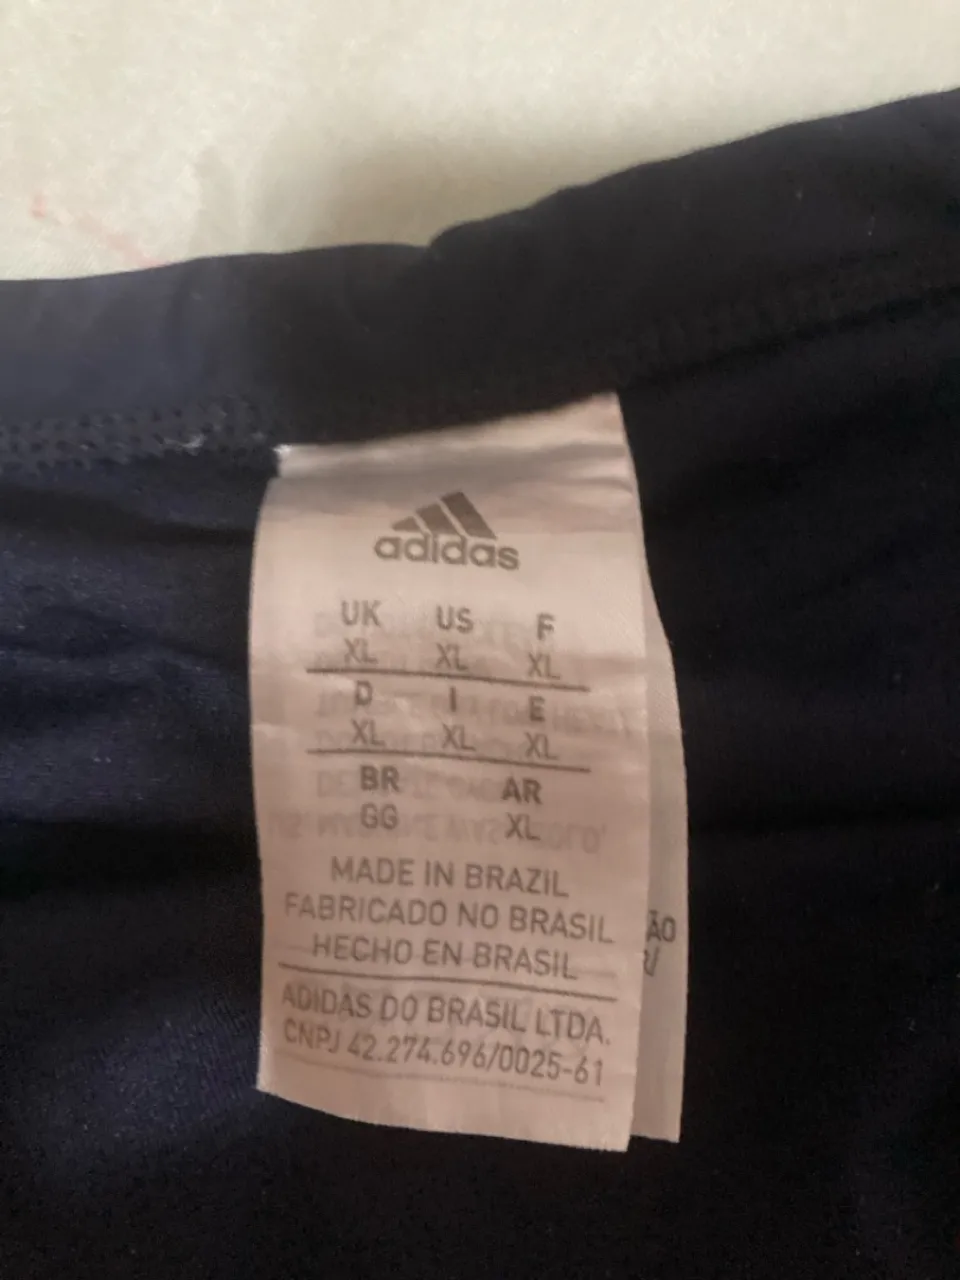 adidas
UK US F
XL XL XL
D I E
XL XL XL
BR AR
GG XL
MADE IN BRAZIL
FABRICADO NO BRASIL
HECHO EN BRASIL
ADIDAS DO BRASIL LTDA.
CNPJ 42.274.696/0025-61
ÃO